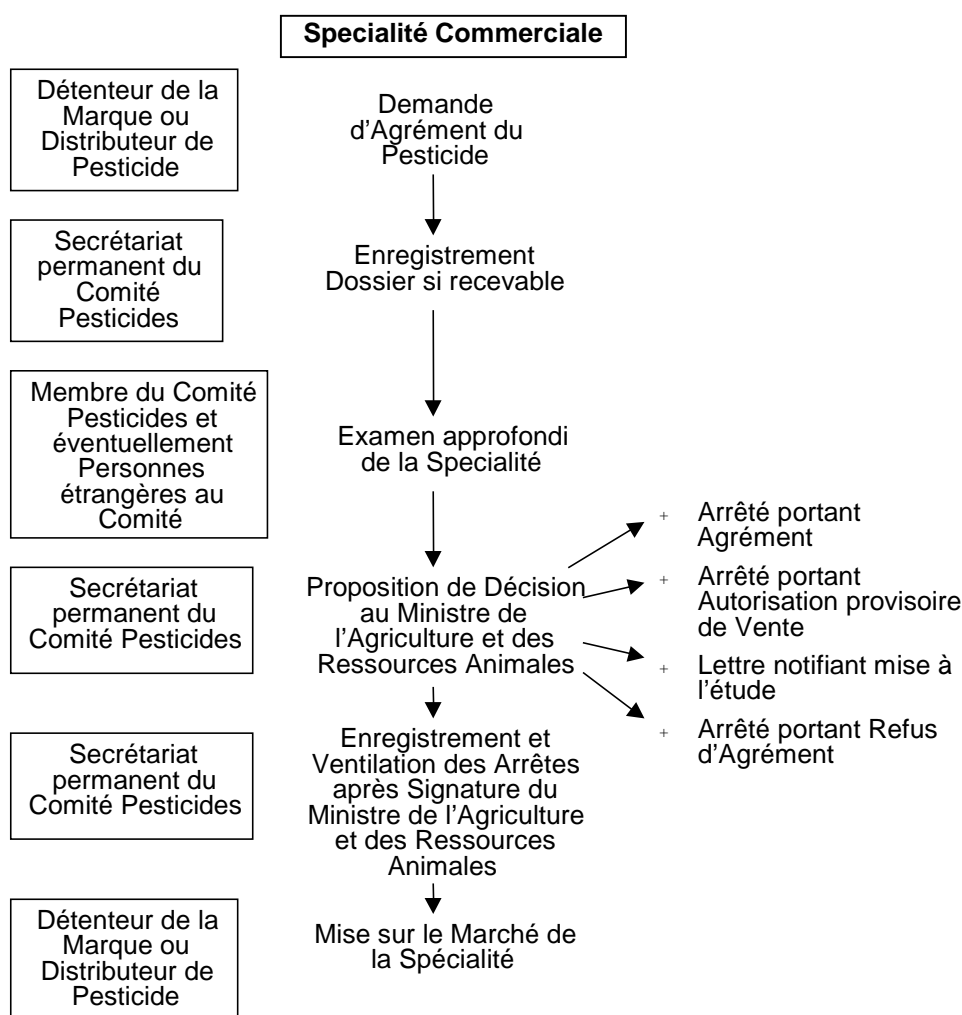 Specialité Commerciale
Détenteur de la
Marque ou
Distributeur de
Pesticide
Demande
d'Agrément du
Pesticide
Secrétariat
permanent du
Comité
Pesticides
Enregistrement
Dossier si recevable
Membre du Comité
Pesticides et
éventuellement
Personnes
étrangères au
Comité
Examen approfondi
de la Specialité
Secrétariat
permanent du
Comité Pesticides
Proposition de Décision
au Ministre de
l'Agriculture et des
Ressources Animales
+ Arrêté portant
Agrément
+ Arrêté portant
Autorisation provisoire
de Vente
+ Lettre notifiant mise à
l'étude
+ Arrêté portant Refus
d'Agrément
Secrétariat
permanent du
Comité Pesticides
Enregistrement et
Ventilation des Arrêtes
après Signature du
Ministre de l'Agriculture
et des Ressources
Animales
Détenteur de la
Marque ou
Distributeur de
Pesticide
Mise sur le Marché de
la Spécialité